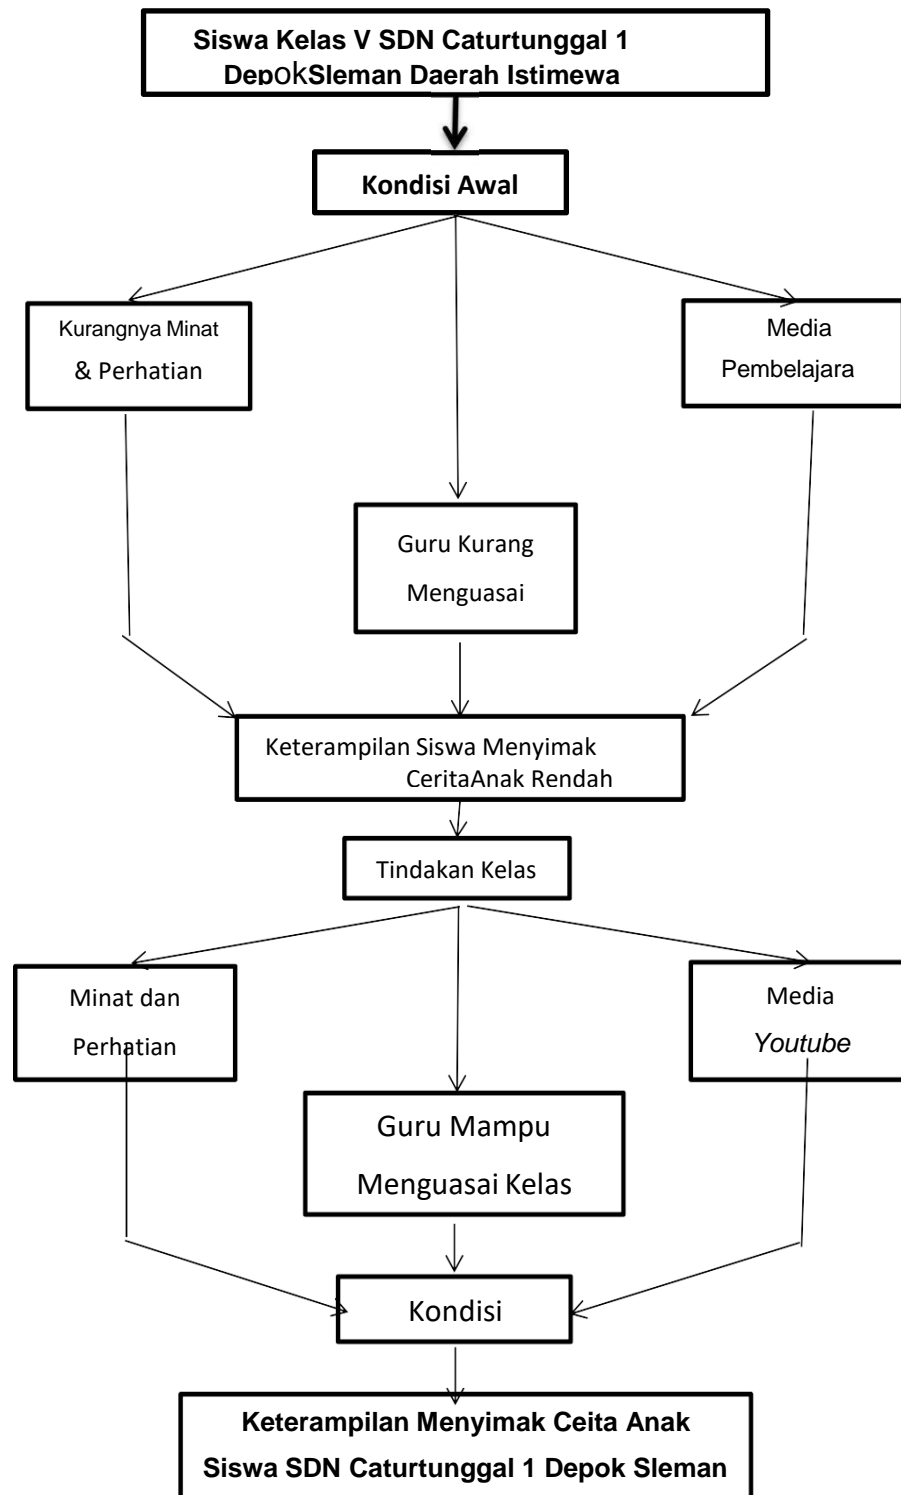 Siswa Kelas V SDN Caturtunggal 1
DepokSleman Daerah Istimewa
Kondisi Awal
Kurangnya Minat
& Perhatian
Media
Pembelajara
Guru Kurang
Menguasai
Keterampilan Siswa Menyimak
CeritaAnak Rendah
Tindakan Kelas
Minat dan
Perhatian
Media
Youtube
Guru Mampu
Menguasai Kelas
Kondisi
Keterampilan Menyimak Ceita Anak
Siswa SDN Caturtunggal 1 Depok Sleman